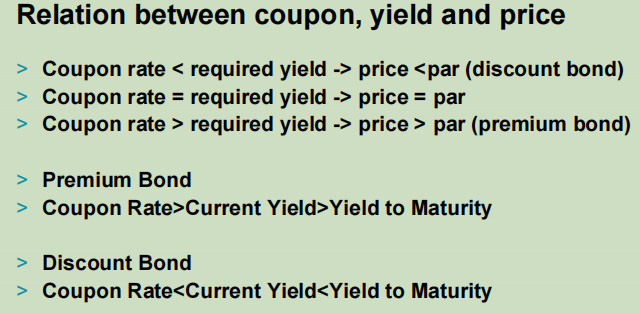 Relation between coupon, yield and price
> Coupon rate < required yield -> price <par (discount bond)
> Coupon rate = required yield -> price = par
> Coupon rate > required yield -> price > par (premium bond)
> Premium Bond
> Coupon Rate>Current Yield>Yield to Maturity
> Discount Bond
> Coupon Rate<Current Yield<Yield to Maturity